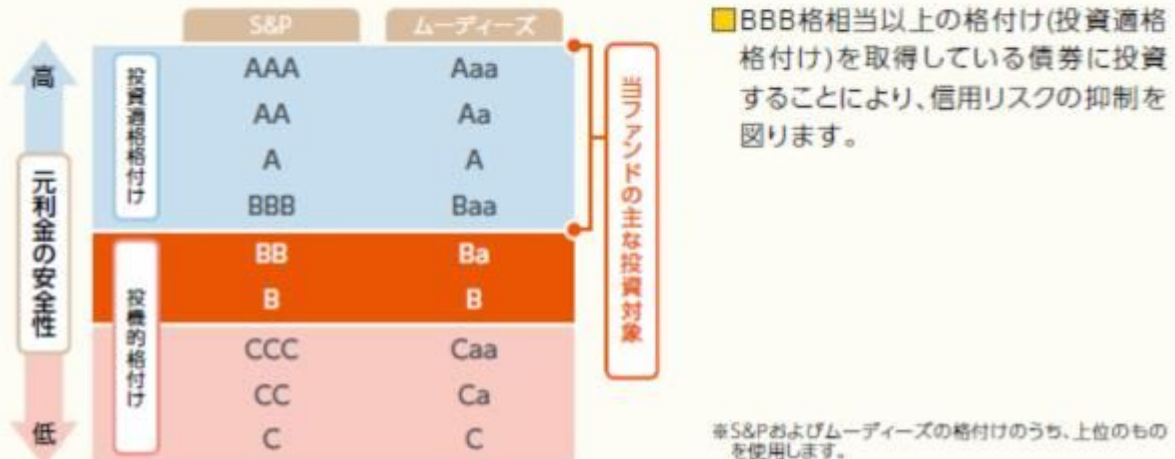 S&P ムーディーズ
高
元利金の安全性
低
投資適格格付け
AAA Aaa
AA Aa
A A
BBB Baa
投機的格付け
BB Ba
B B
CCC Caa
CC Ca
C C
当ファンドの主な投資対象
BBB格相当以上の格付け(投資適格
格付け)を取得している債券に投資
することにより、信用リスクの抑制を
図ります。
※S&Pおよびムーディーズの格付けのうち、上位のもの
を使用します。